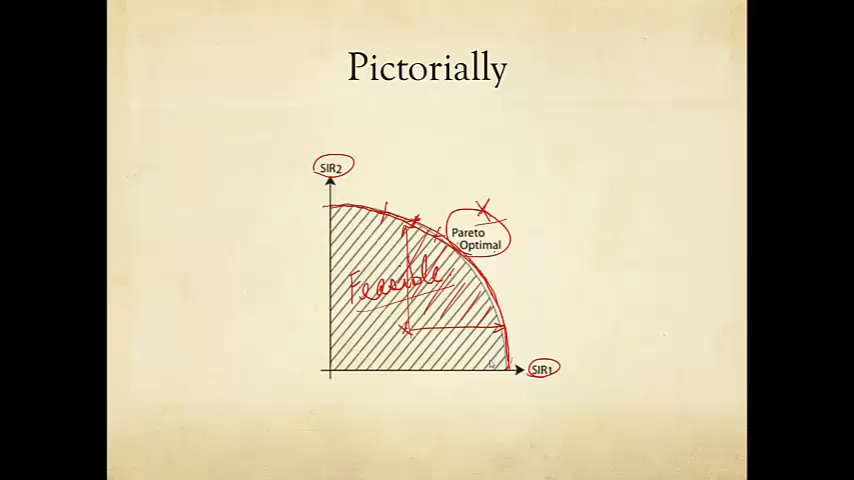 Pictorially
SIR2
Pareto
Optimal
Feasible
SIR1